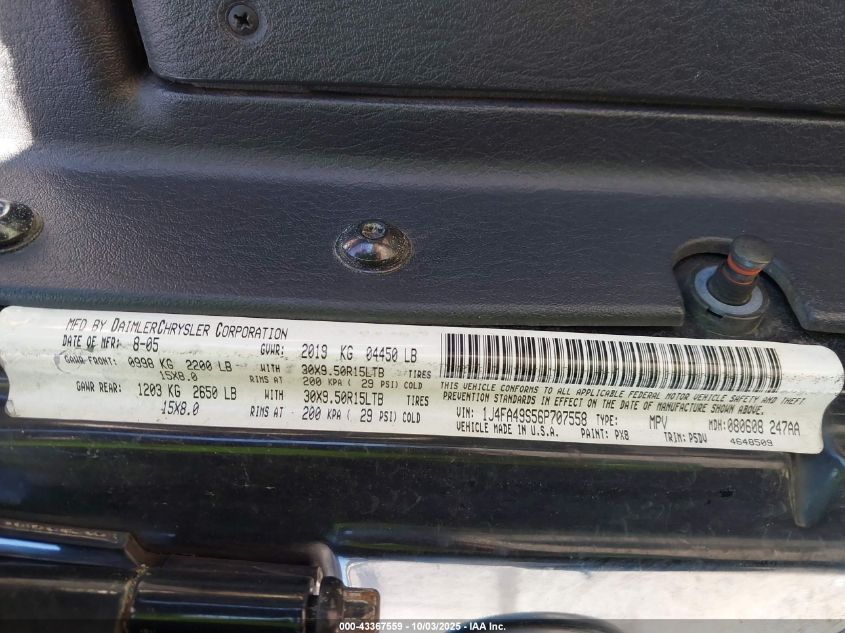 MFD BY DAIMLERCHRYSLER CORPORATION
DATE OF MFR: 8-05 GVWR: 2019 KG 04450 LB
GAWR FRONT: 0998 KG 2200 LB WITH 30X9.50R15LTB TIRES
15X8.0 RIMS AT 200 KPA ( 29 PSI) COLD
GAWR REAR: 1203 KG 2650 LB WITH 30X9.50R15LTB TIRES
15X8.0 RIMS AT 200 KPA ( 29 PSI) COLD
THIS VEHICLE CONFORMS TO ALL APPLICABLE FEDERAL MOTOR VEHICLE SAFETY AND THEFT
PREVENTION STANDARDS IN EFFECT ON THE DATE OF MANUFACTURE SHOWN ABOVE.
VIN: 1J4FA49S56P707558 TYPE: MPV MDH: 080608 247AA
VEHICLE MADE IN U.S.A. PAINT: PX8 TRIM: P5DV 4648509
000-43367559 | 10/03/2025 - IAA Inc.